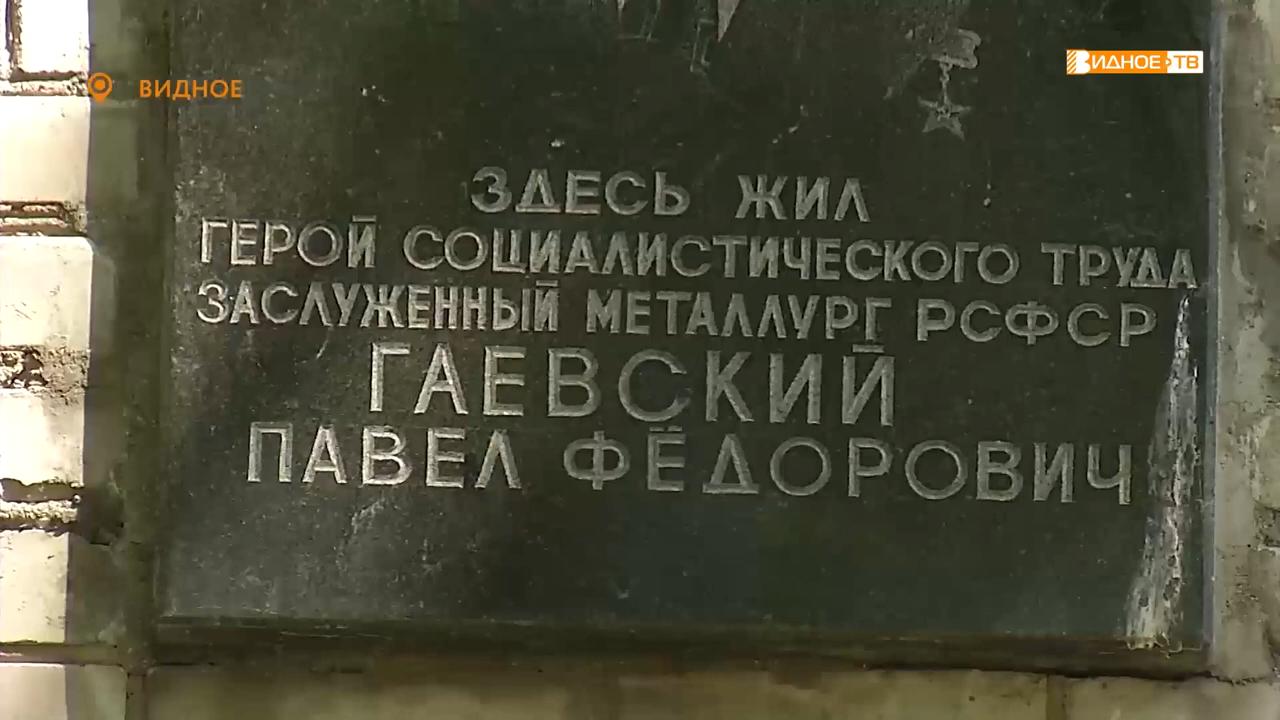 ВИДНОЕ
ВИДНОЕ ТВ
ЗДЕСЬ ЖИЛ
ГЕРОЙ СОЦИАЛИСТИЧЕСКОГО ТРУДА
ЗАСЛУЖЕННЫЙ МЕТАЛЛУРГ РСФСР
ГАЕВСКИЙ
ПАВЕЛ ФЁДОРОВИЧ